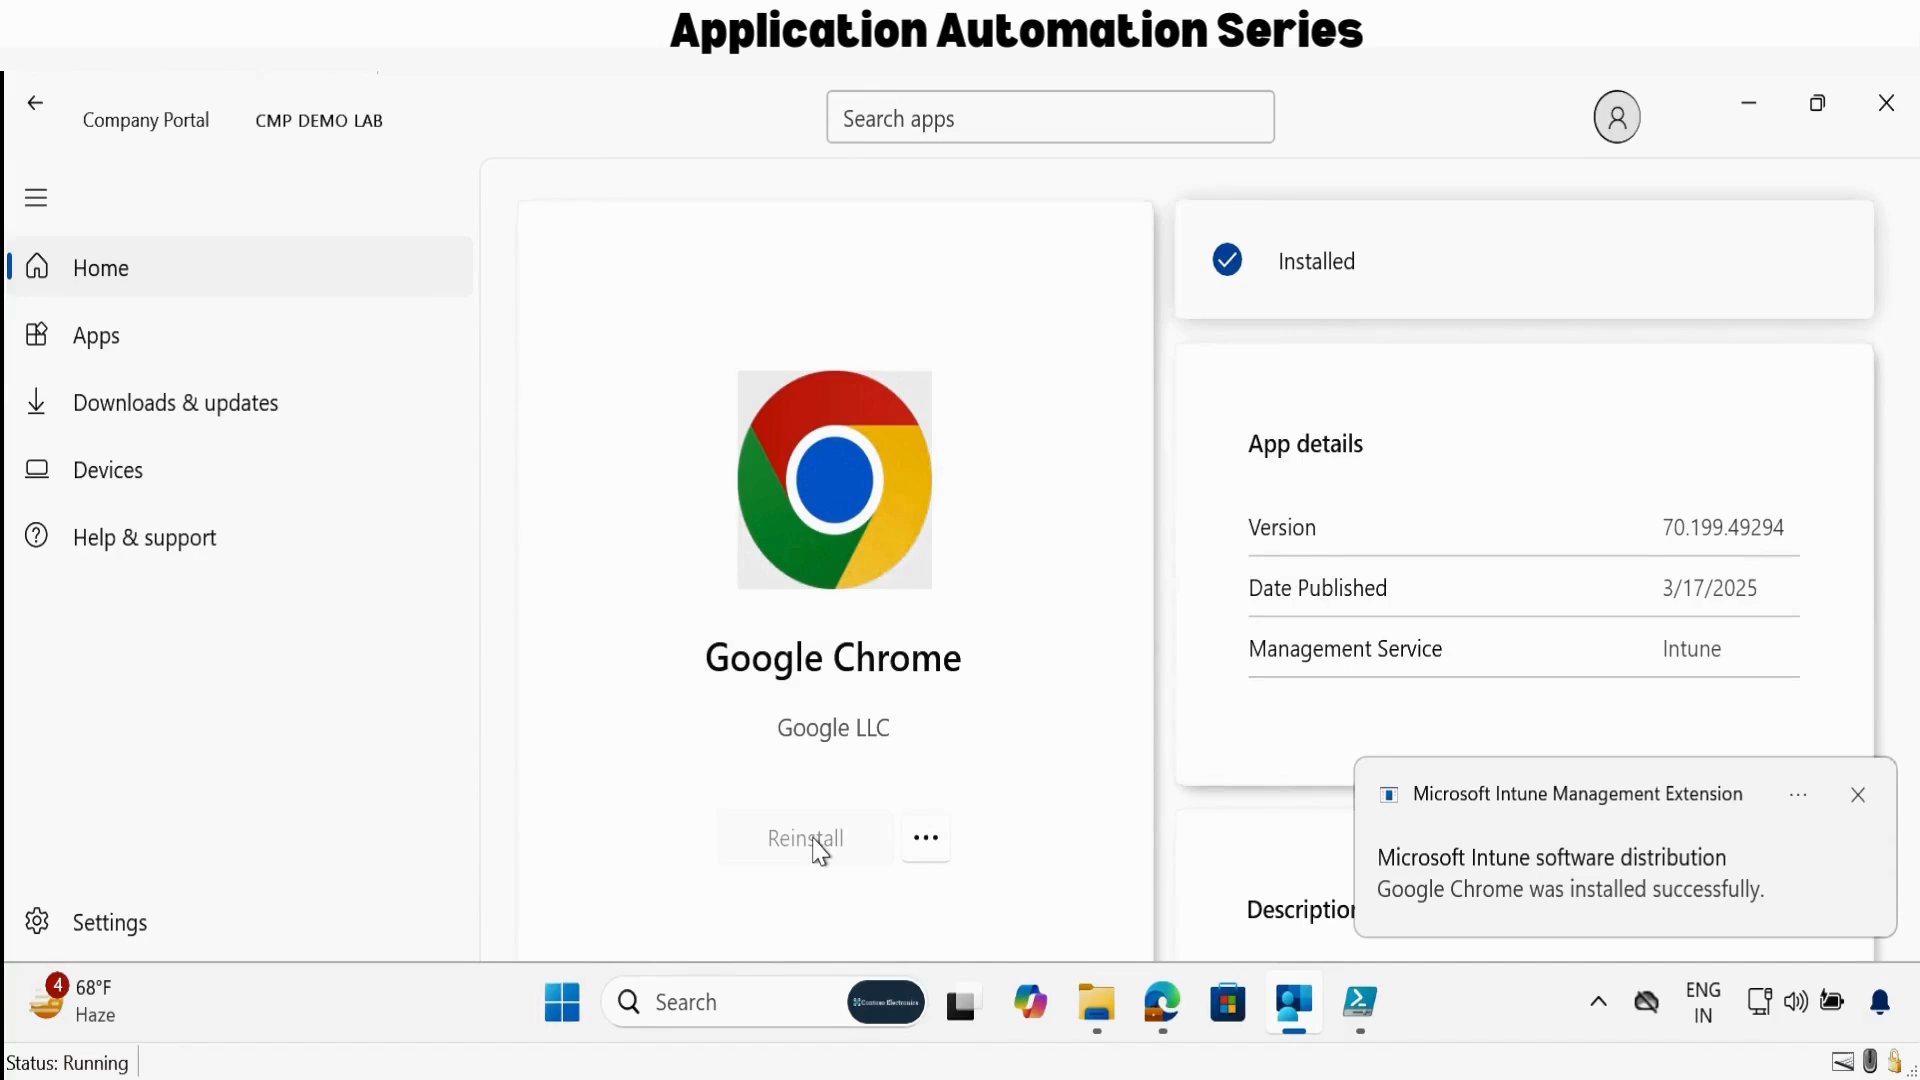 Application Automation Series
Company Portal
CMP DEMO LAB
Search apps
Home
Apps
Downloads & updates
Devices
Help & support
Settings
Google Chrome
Google LLC
Reinstall
Installed
App details
Version 70.199.49294
Date Published 3/17/2025
Management Service Intune
Description
Microsoft Intune Management Extension
Microsoft Intune software distribution
Google Chrome was installed successfully.
4
68°F
Haze
Search
Contoso Electronics
ENG
IN
Status: Running